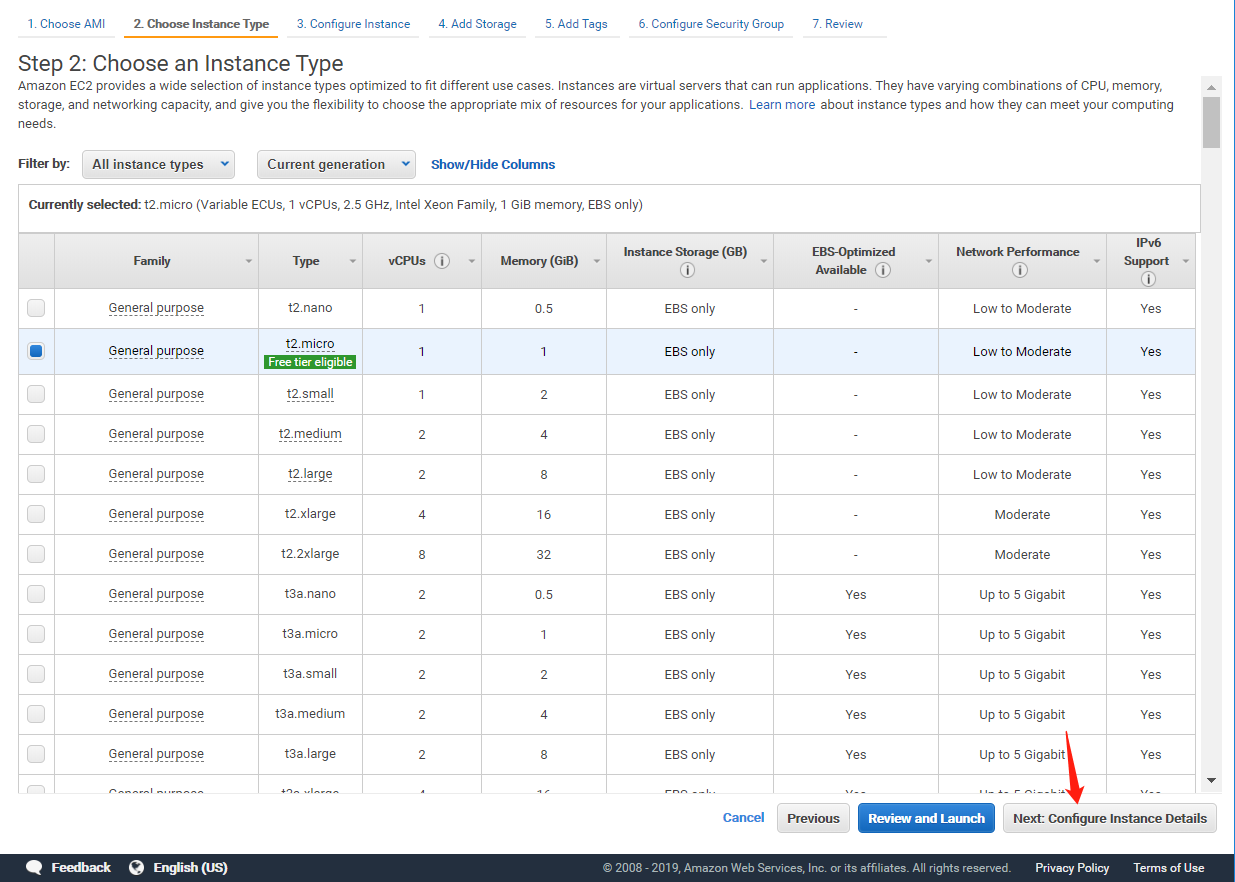 1. Choose AMI 2. Choose Instance Type 3. Configure Instance 4. Add Storage 5. Add Tags 6. Configure Security Group 7. Review
Step 2: Choose an Instance Type
Amazon EC2 provides a wide selection of instance types optimized to fit different use cases. Instances are virtual servers that can run applications. They have varying combinations of CPU, memory,
storage, and networking capacity, and give you the flexibility to choose the appropriate mix of resources for your applications. Learn more about instance types and how they can meet your computing
needs.
Filter by: All instance types Current generation Show/Hide Columns
Currently selected: t2.micro (Variable ECUs, 1 vCPUs, 2.5 GHz, Intel Xeon Family, 1 GiB memory, EBS only)
Family Type vCPUs i Memory (GiB) Instance Storage (GB) i EBS-Optimized Available i Network Performance i IPv6 Support i
General purpose t2.nano 1 0.5 EBS only - Low to Moderate Yes
General purpose t2.micro Free tier eligible 1 1 EBS only - Low to Moderate Yes
General purpose t2.small 1 2 EBS only - Low to Moderate Yes
General purpose t2.medium 2 4 EBS only - Low to Moderate Yes
General purpose t2.large 2 8 EBS only - Low to Moderate Yes
General purpose t2.xlarge 4 16 EBS only - Moderate Yes
General purpose t2.2xlarge 8 32 EBS only - Moderate Yes
General purpose t3a.nano 2 0.5 EBS only Yes Up to 5 Gigabit Yes
General purpose t3a.micro 2 1 EBS only Yes Up to 5 Gigabit Yes
General purpose t3a.small 2 2 EBS only Yes Up to 5 Gigabit Yes
General purpose t3a.medium 2 4 EBS only Yes Up to 5 Gigabit Yes
General purpose t3a.large 2 8 EBS only Yes Up to 5 Gigabit Yes
Cancel Previous Review and Launch Next: Configure Instance Details
Feedback English (US) © 2008 - 2019, Amazon Web Services, Inc. or its affiliates. All rights reserved. Privacy Policy Terms of Use